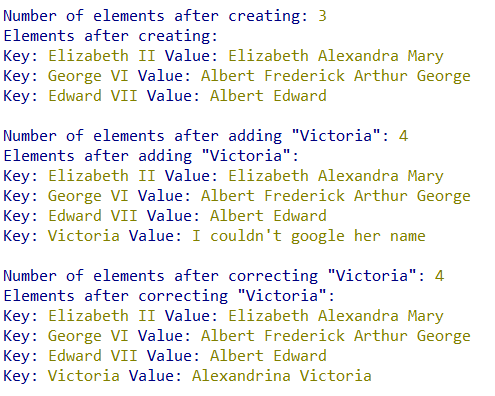 Number of elements after creating: 3
Elements after creating:
Key: Elizabeth II Value: Elizabeth Alexandra Mary
Key: George VI Value: Albert Frederick Arthur George
Key: Edward VII Value: Albert Edward
Number of elements after adding "Victoria": 4
Elements after adding "Victoria":
Key: Elizabeth II Value: Elizabeth Alexandra Mary
Key: George VI Value: Albert Frederick Arthur George
Key: Edward VII Value: Albert Edward
Key: Victoria Value: I couldn't google her name
Number of elements after correcting "Victoria": 4
Elements after correcting "Victoria":
Key: Elizabeth II Value: Elizabeth Alexandra Mary
Key: George VI Value: Albert Frederick Arthur George
Key: Edward VII Value: Albert Edward
Key: Victoria Value: Alexandrina Victoria